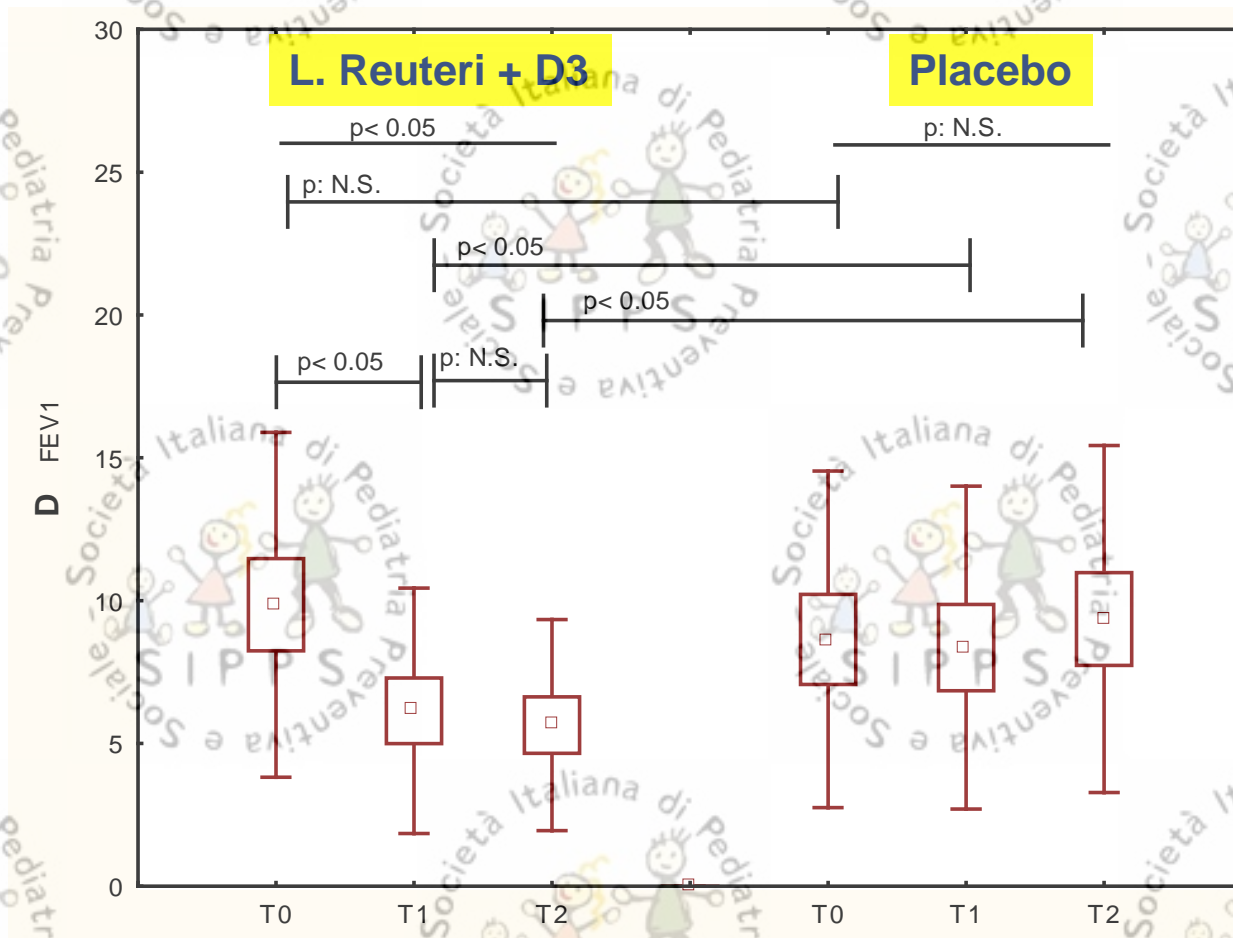 30
L. Reuteri + D3
Placebo
p< 0.05
p: N.S.
25
p: N.S.
p< 0.05
20
p< 0.05
p< 0.05
p: N.S.
D FEV1
15
10
5
0
T0
T1
T2
T0
T1
T2
Società Italiana di Pediatria Preventiva e Sociale -
SIPPS